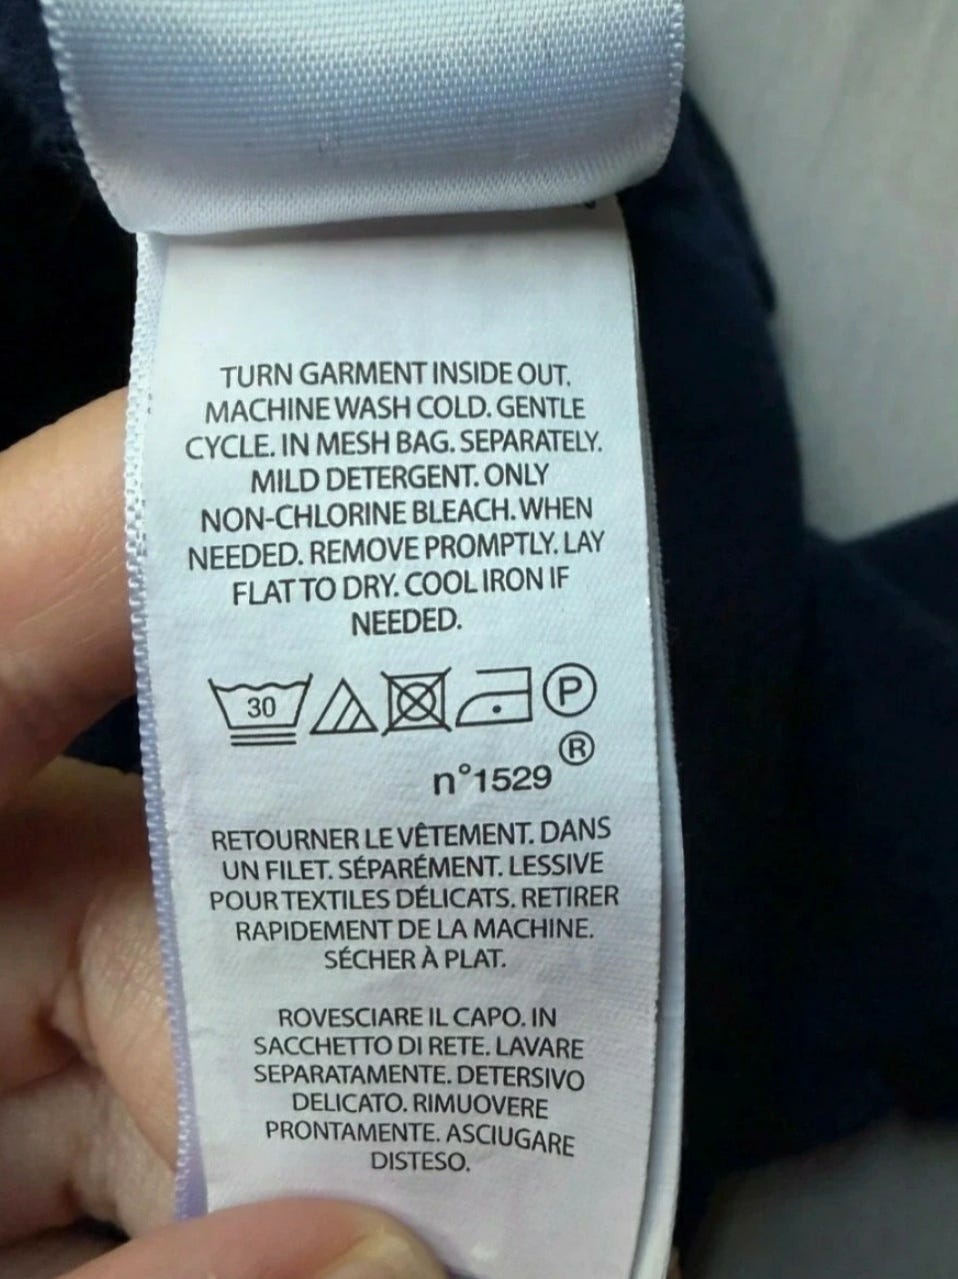 TURN GARMENT INSIDE OUT.
MACHINE WASH COLD. GENTLE
CYCLE. IN MESH BAG. SEPARATELY.
MILD DETERGENT. ONLY
NON-CHLORINE BLEACH. WHEN
NEEDED. REMOVE PROMPTLY. LAY
FLAT TO DRY. COOL IRON IF
NEEDED.
30 P
®
n°1529
RETOURNER LE VÊTEMENT. DANS
UN FILET. SÉPARÉMENT. LESSIVE
POUR TEXTILES DÉLICATS. RETIRER
RAPIDEMENT DE LA MACHINE.
SÉCHER À PLAT.
ROVESCIARE IL CAPO. IN
SACCHETTO DI RETE. LAVARE
SEPARATAMENTE. DETERSIVO
DELICATO. RIMUOVERE
PRONTAMENTE. ASCIUGARE
DISTESO.